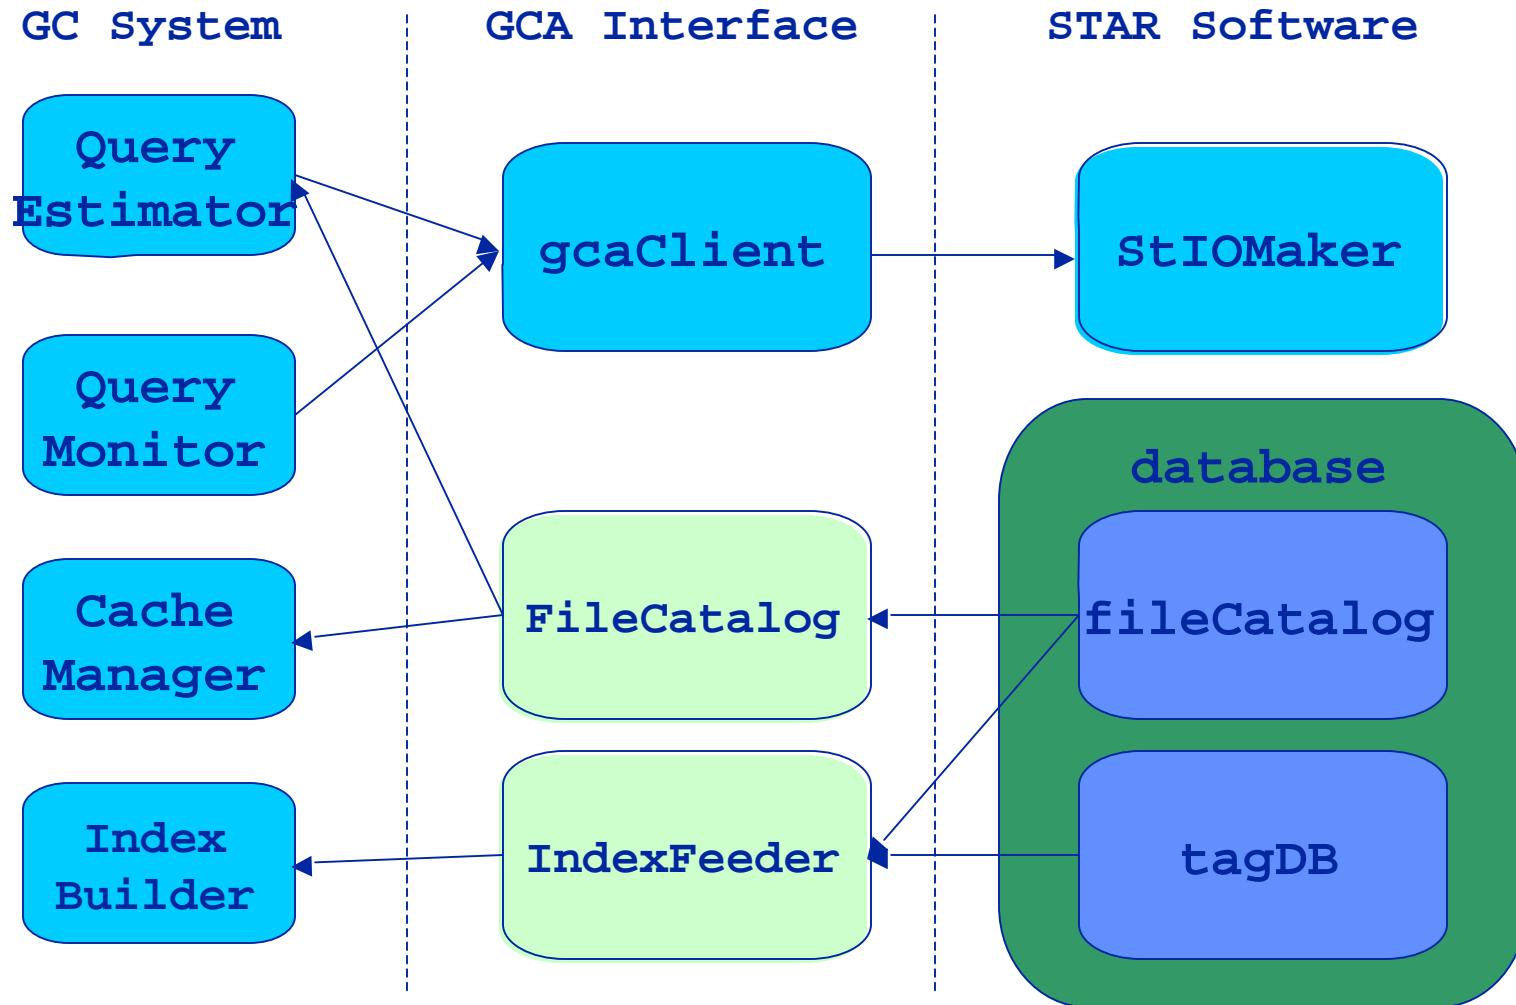 GC System
GCA Interface
STAR Software
Query
Estimator
gcaClient
StIOMaker
Query
Monitor
database
Cache
Manager
FileCatalog
fileCatalog
Index
Builder
IndexFeeder
tagDB